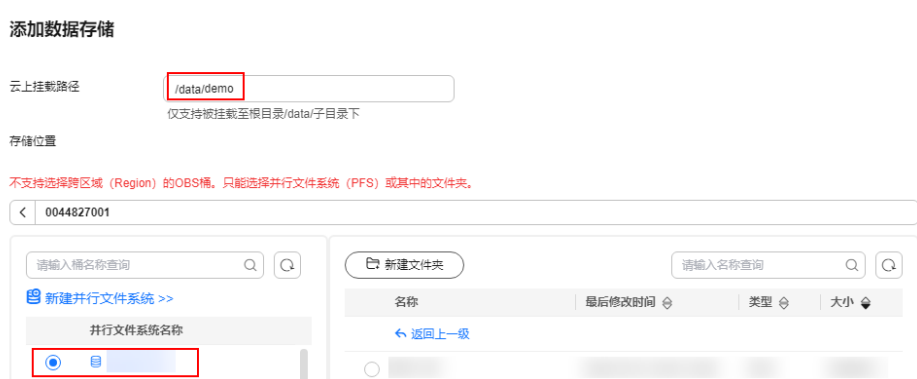 添加数据存储
云上挂载路径
/data/demo
仅支持被挂载至根目录/data/子目录下
存储位置
不支持选择跨区域（Region）的OBS桶。只能选择并行文件系统（PFS）或其中的文件夹。
0044827001
请输入桶名称查询
新建并行文件系统 >>
并行文件系统名称
新建文件夹
请输入名称查询
名称 最后修改时间 类型 大小
返回上一级